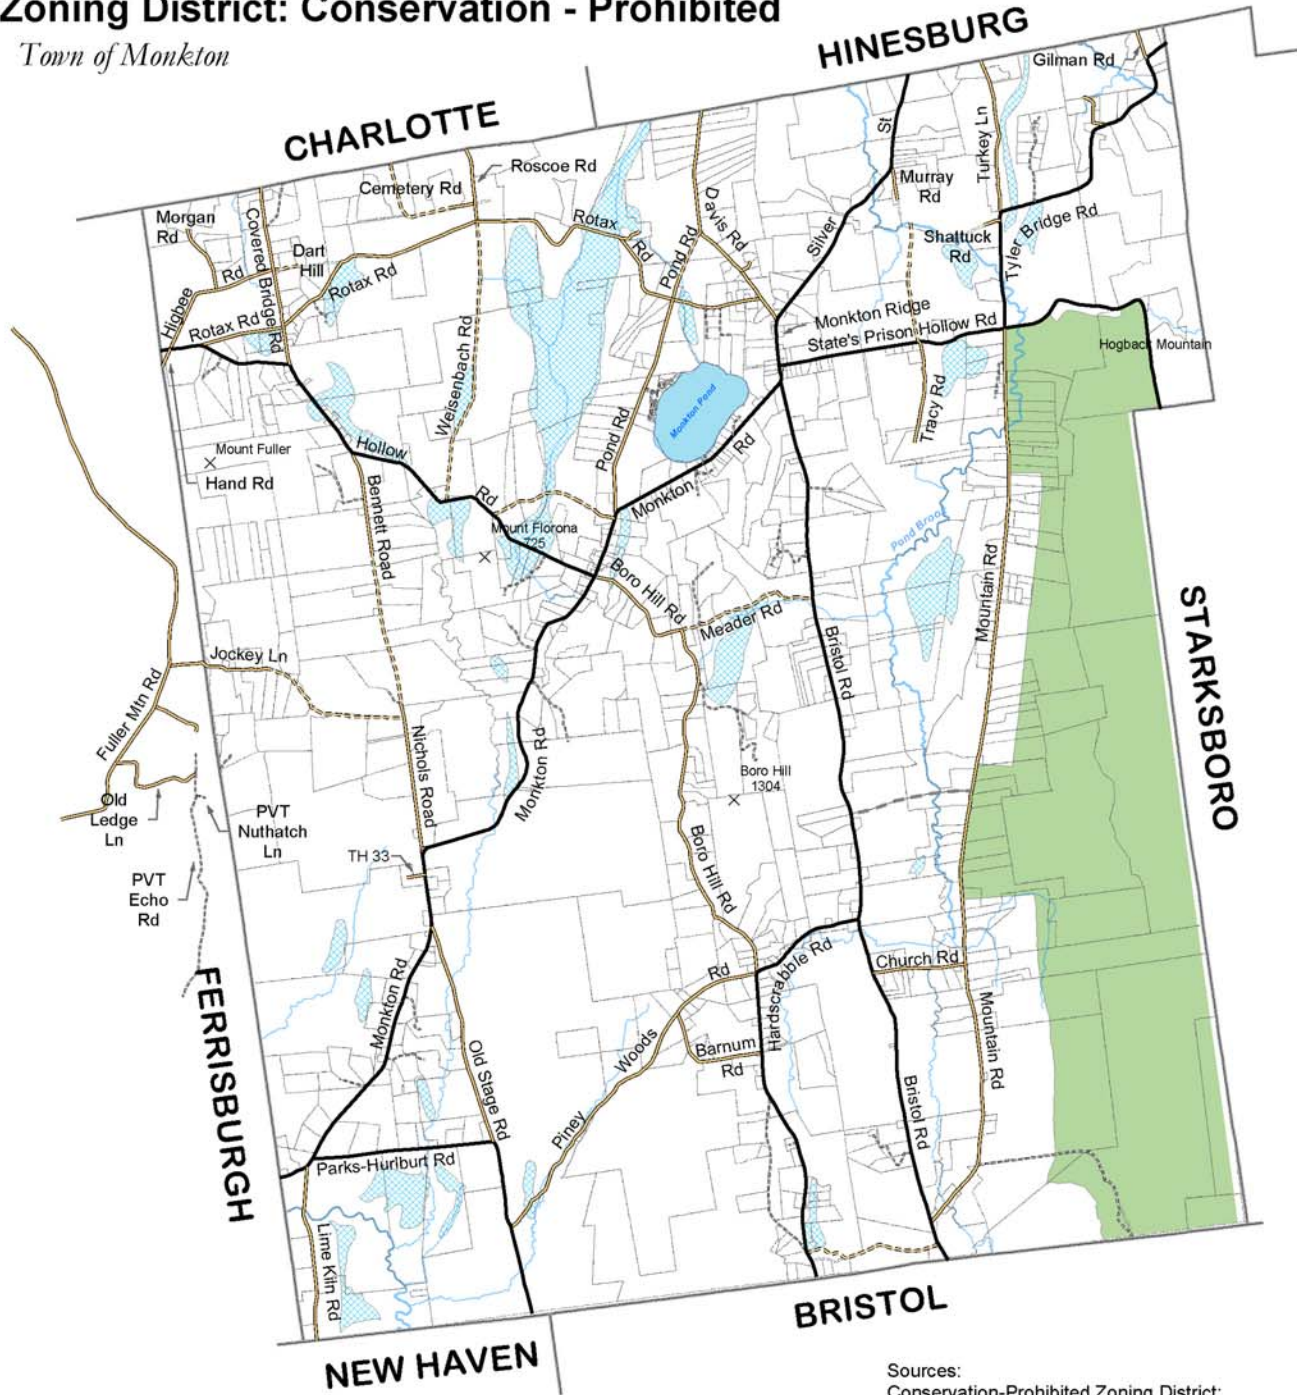 Zoning District: Conservation - Prohibited
Town of Monkton
HINESBURG
Gilman Rd
CHARLOTTE
St
Turkey Ln
Roscoe Rd
Cemetery Rd
Murray
Rd
Morgan
Rd
Covered Bridge Rd
Rotax
Rd
Davis Rd
Pond Rd
Silver
Shattuck
Rd
Tyler Bridge Rd
Dart
Hill
Higbee
Rd
Rotax Rd
Rotax Rd
Monkton Ridge
State's Prison Hollow Rd
Hogback Mountain
Weisenbach Rd
Monkton Pond
Tracy Rd
Pond Rd
Hollow
Rd
Mount Fuller
Hand Rd
Monkton
Rd
Bennett Road
Mount Florona
725
Pond Brook
Boro Hill Rd
Meader Rd
Mountain Rd
STARKSBORO
Jockey Ln
Bristol Rd
Fuller Mtn Rd
Nichols Road
Monkton Rd
Boro Hill
1304
Old
Ledge
Ln
PVT
Nuthatch
Ln
TH 33
Boro Hill Rd
PVT
Echo
Rd
FERRISBURGH
Monkton Rd
Hardscrabble Rd
Church Rd
Piney
Woods
Rd
Mountain Rd
Old Stage Rd
Barnum
Rd
Bristol Rd
Parks-Hurlburt Rd
Lime Kiln Rd
BRISTOL
NEW HAVEN
Sources:
Conservation-Prohibited Zoning District: